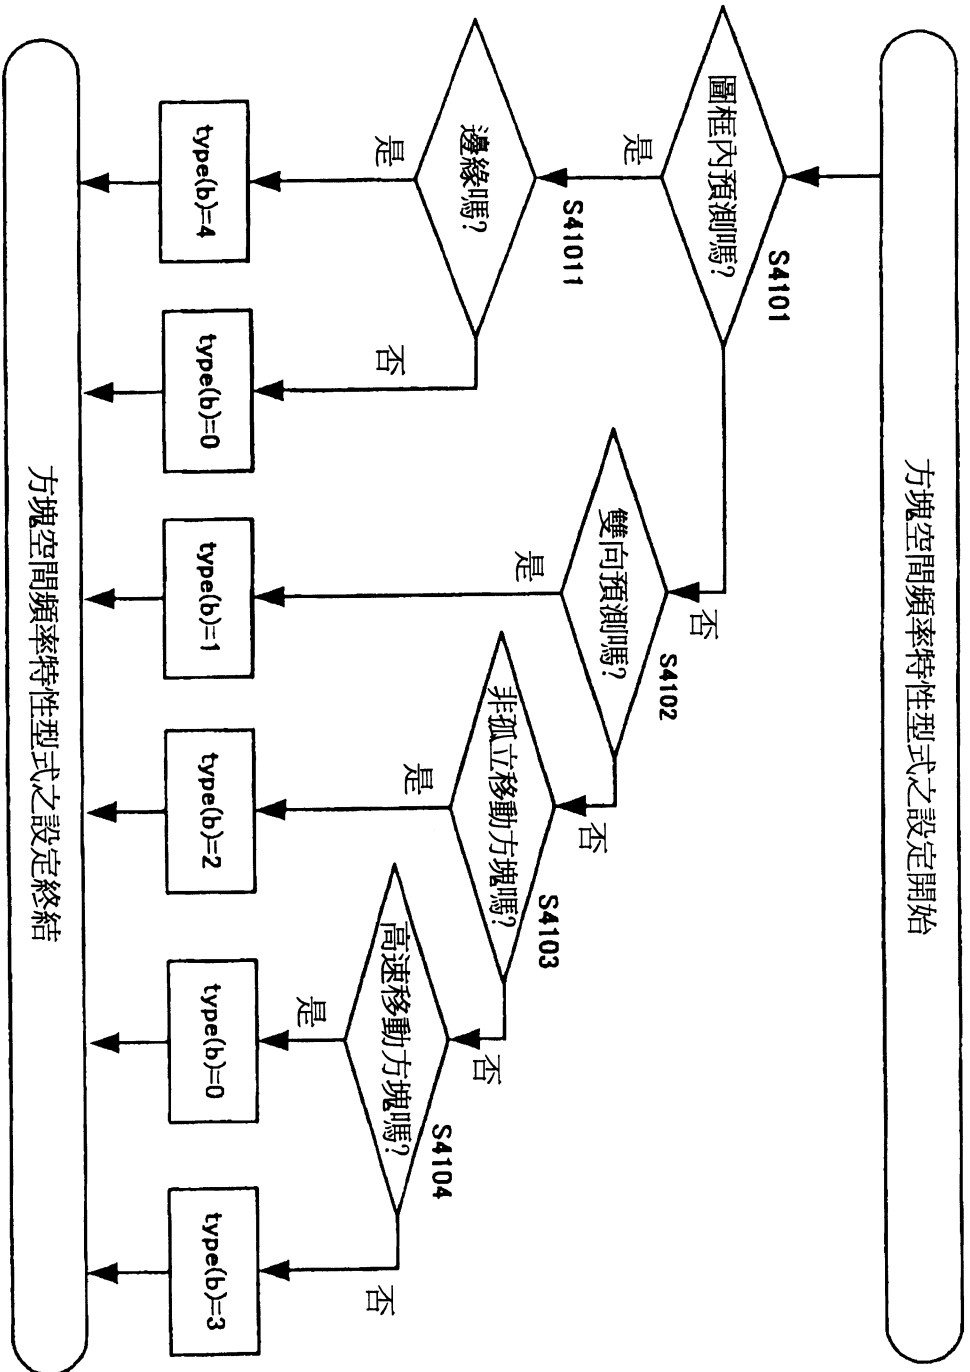 方塊空間頻率特性型式之設定開始
S4101
圖框內預測嗎?
是
否
S41011
邊緣嗎?
是
否
S4102
雙向預測嗎?
是
否
S4103
非孤立移動方塊嗎?
是
否
S4104
高速移動方塊嗎?
是
否
type(b)=4
type(b)=0
type(b)=1
type(b)=2
type(b)=0
type(b)=3
方塊空間頻率特性型式之設定終結